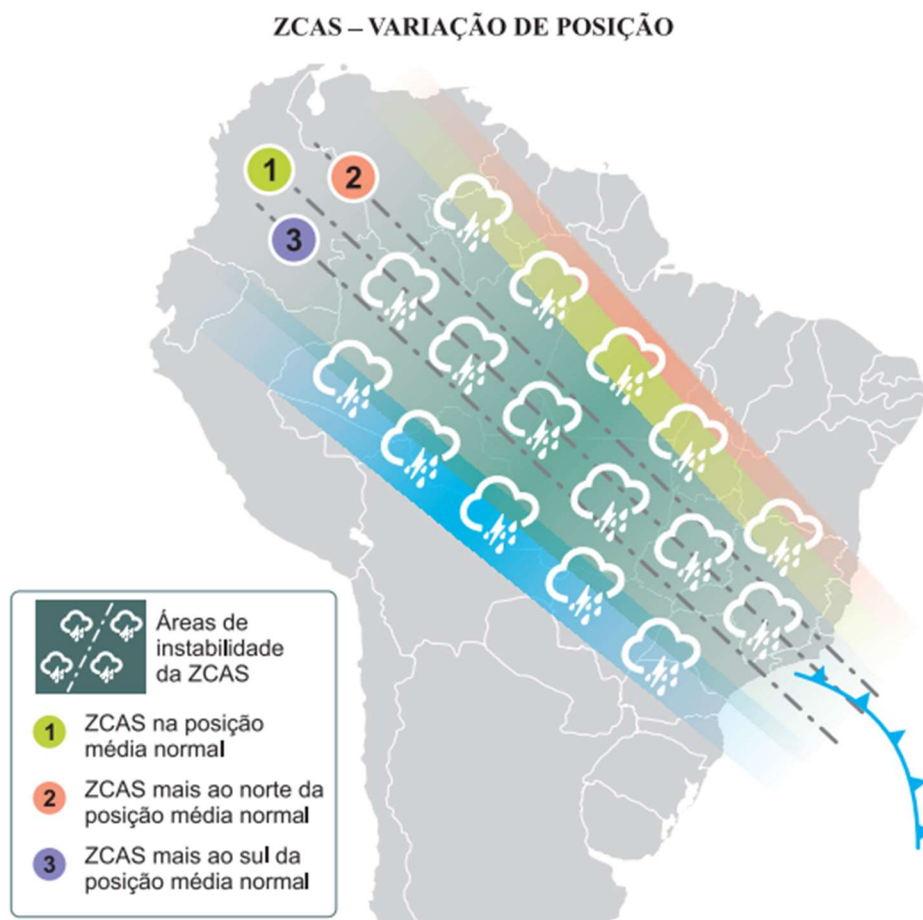 ZCAS – VARIAÇÃO DE POSIÇÃO
1
2
3
Áreas de
instabilidade
da ZCAS
1
ZCAS na posição
média normal
2
ZCAS mais ao norte da
posição média normal
3
ZCAS mais ao sul da
posição média normal